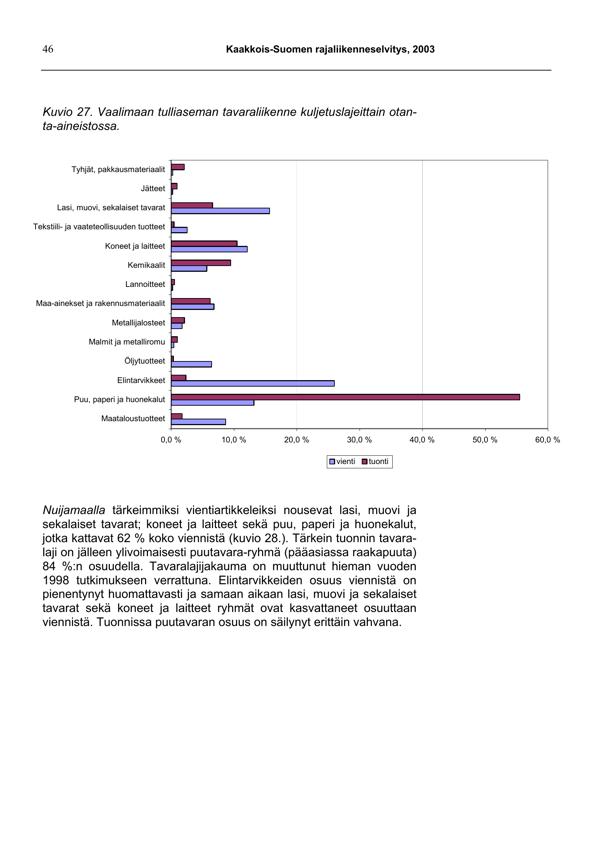 46
Kaakkois-Suomen rajaliikenneselvitys, 2003
Kuvio 27. Vaalimaan tulliaseman tavaraliikenne kuljetuslajeittain otan-
ta-aineistossa.
Tyhjät, pakkausmateriaalit
Jätteet
Lasi, muovi, sekalaiset tavarat
Tekstiili- ja vaateteollisuuden tuotteet
Koneet ja laitteet
Kemikaalit
Lannoitteet
Maa-ainekset ja rakennusmateriaalit
Metallijalosteet
Malmit ja metalliromu
Öljytuotteet
Elintarvikkeet
Puu, paperi ja huonekalut
Maataloustuotteet
0,0 % 10,0 % 20,0 % 30,0 % 40,0 % 50,0 % 60,0 %
vienti tuonti
Nuijamaalla tärkeimmiksi vientiartikkeleiksi nousevat lasi, muovi ja
sekalaiset tavarat; koneet ja laitteet sekä puu, paperi ja huonekalut,
jotka kattavat 62 % koko viennistä (kuvio 28.). Tärkein tuonnin tavara-
laji on jälleen ylivoimaisesti puutavara-ryhmä (pääasiassa raakapuuta)
84 %:n osuudella. Tavaralajijakauma on muuttunut hieman vuoden
1998 tutkimukseen verrattuna. Elintarvikkeiden osuus viennistä on
pienentynyt huomattavasti ja samaan aikaan lasi, muovi ja sekalaiset
tavarat sekä koneet ja laitteet ryhmät ovat kasvattaneet osuuttaan
viennistä. Tuonnissa puutavaran osuus on säilynyt erittäin vahvana.